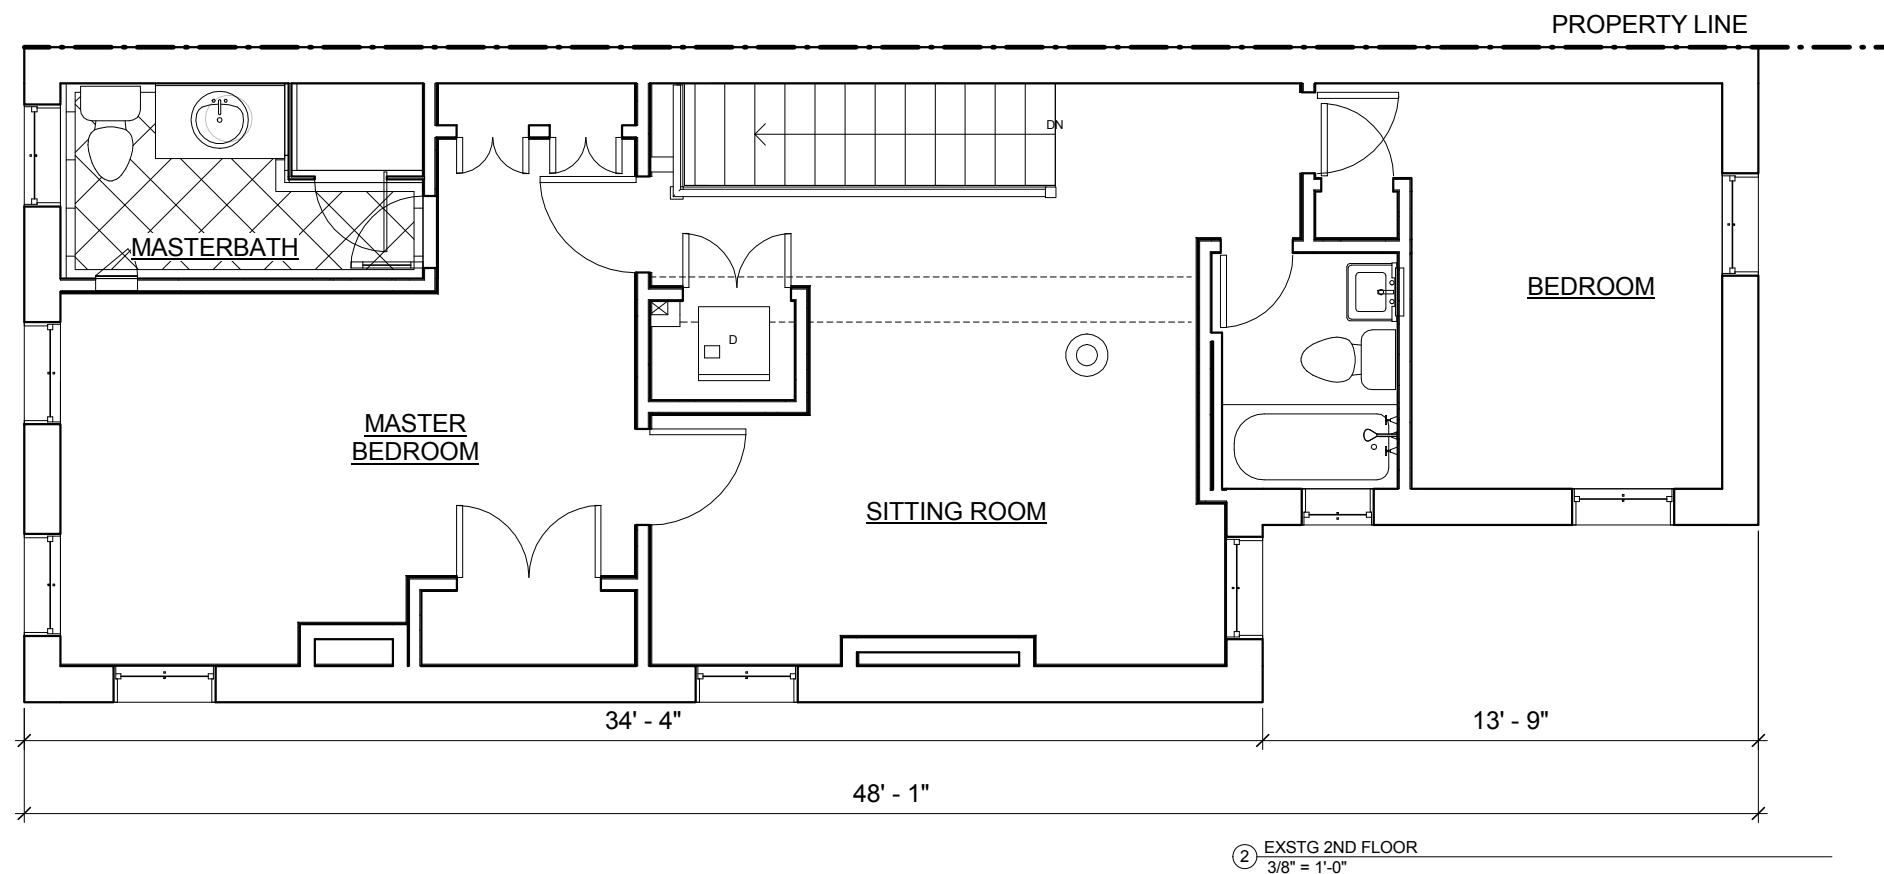 PROPERTY LINE
DN
MASTERBATH
BEDROOM
D
MASTER
BEDROOM
SITTING ROOM
34' - 4"
13' - 9"
48' - 1"
2
EXSTG 2ND FLOOR
3/8" = 1'-0"